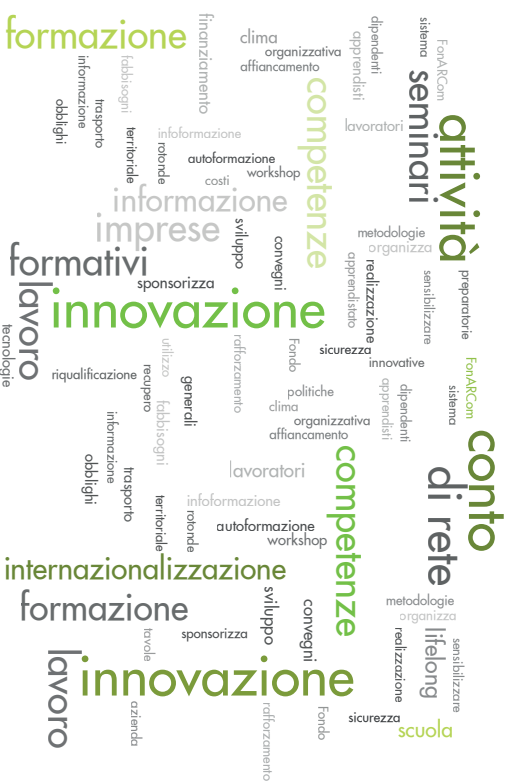 formazione
finanziamento
clima
organizzativa
affiancamento
apprendisti
dipendenti
sistema
FonARCom
informazione
fabbisogni
obblighi
trasporto
territoriale
rotonde
infoformazione
autoformazione
costi
workshop
competenze
lavoratori
seminari
attività
informazione
imprese
sviluppo
convegni
metodologie
organizza
formativi
sponsorizza
apprendistato
realizzazione
sensibilizzare
preparatorie
lavoro
innovazione
tecnologie
riqualificazione
recupero
utilizzo
generali
rafforzamento
Fondo
sicurezza
innovative
FonARCom
informazione
fabbisogni
politiche
clima
organizzativa
affiancamento
apprendisti
dipendenti
sistema
obblighi
trasporto
lavoratori
competenze
di rete
conto
territoriale
rotonde
infoformazione
autoformazione
workshop
internazionalizzazione
formazione
sviluppo
convegni
metodologie
organizza
tavole
sponsorizza
realizzazione
lifelong
sensibilizzare
lavoro
innovazione
azienda
rafforzamento
Fondo
sicurezza
scuola